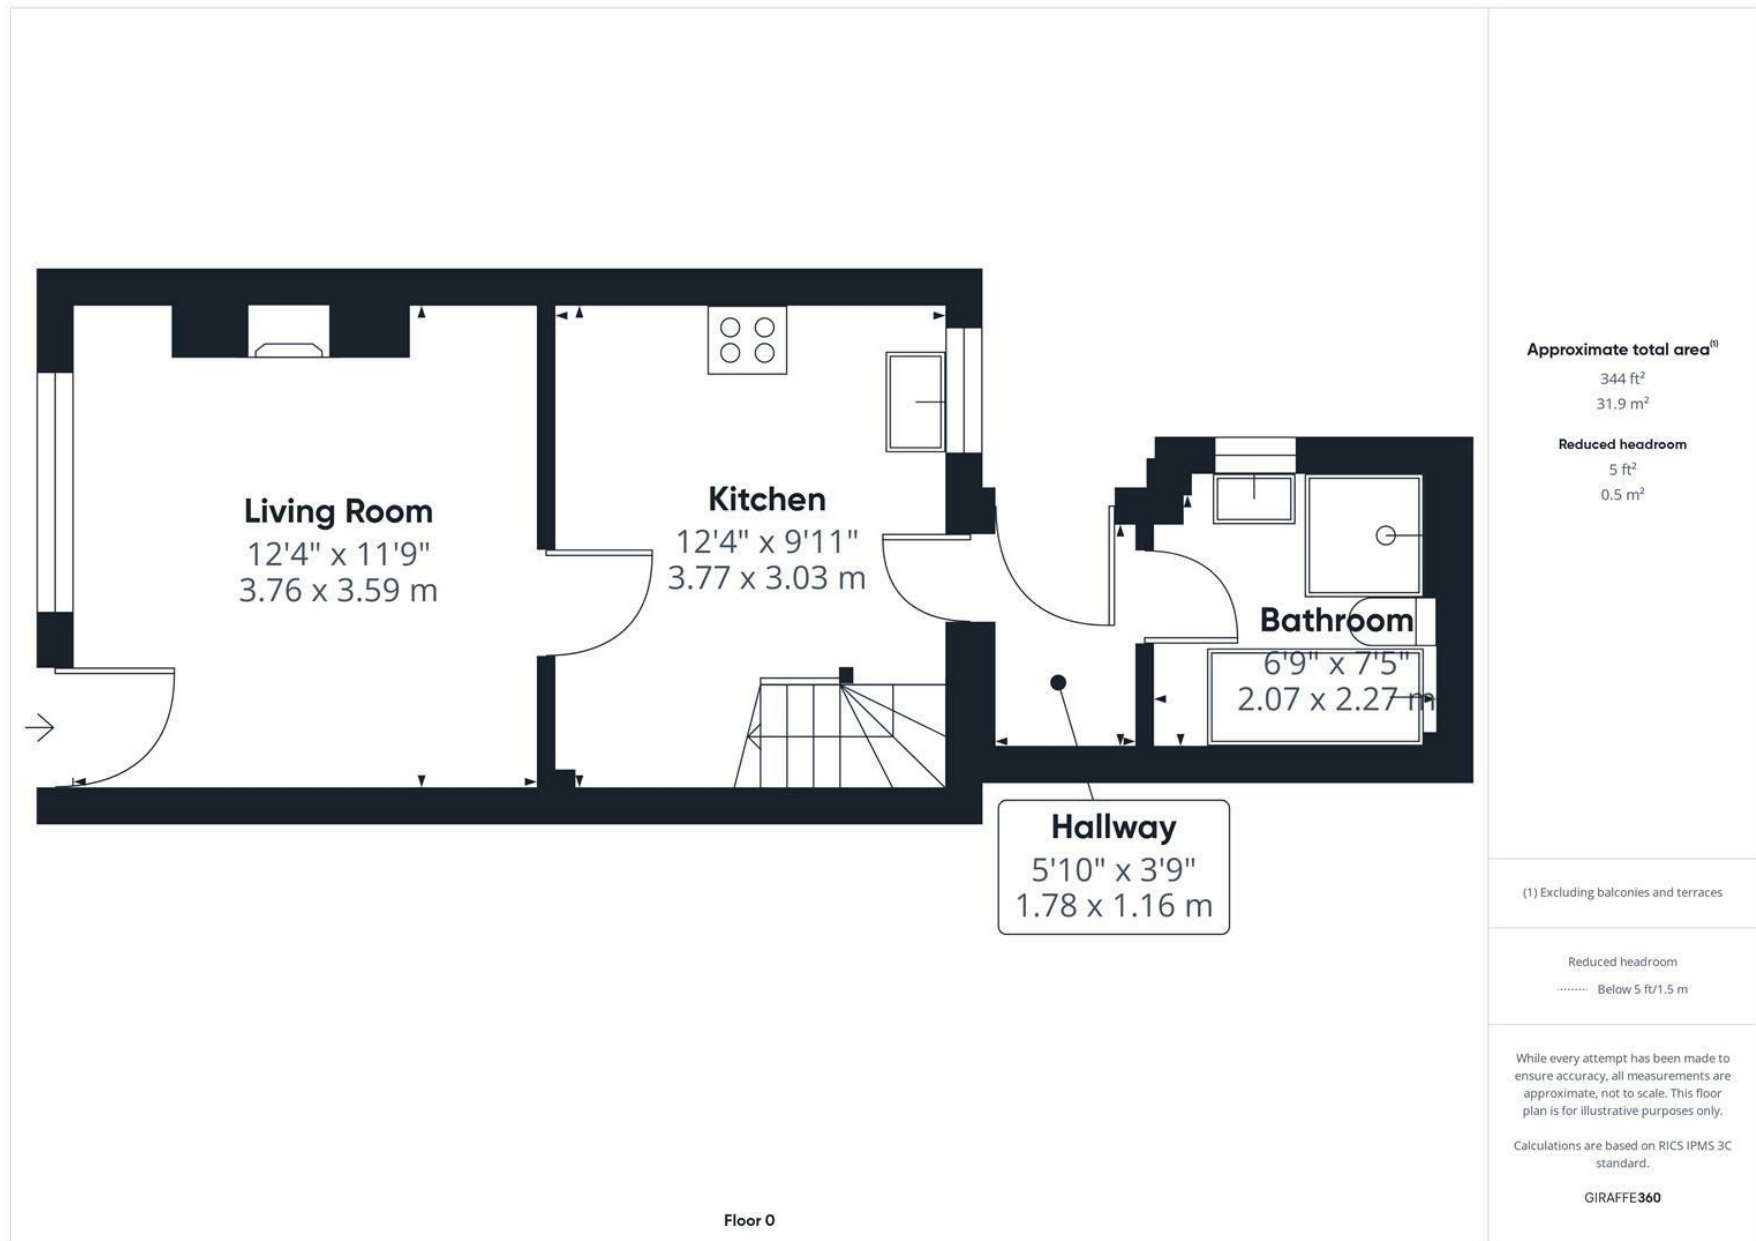 Living Room
12'4" x 11'9"
3.76 x 3.59 m
Kitchen
12'4" x 9'11"
3.77 x 3.03 m
Bathroom
6'9" x 7'5"
2.07 x 2.27 m
Hallway
5'10" x 3'9"
1.78 x 1.16 m
Floor 0
Approximate total area(1)
344 ft²
31.9 m²
Reduced headroom
5 ft²
0.5 m²
(1) Excluding balconies and terraces
Reduced headroom
Below 5 ft/1.5 m
While every attempt has been made to
ensure accuracy, all measurements are
approximate, not to scale. This floor
plan is for illustrative purposes only.
Calculations are based on RICS IPMS 3C
standard.
GIRAFFE360